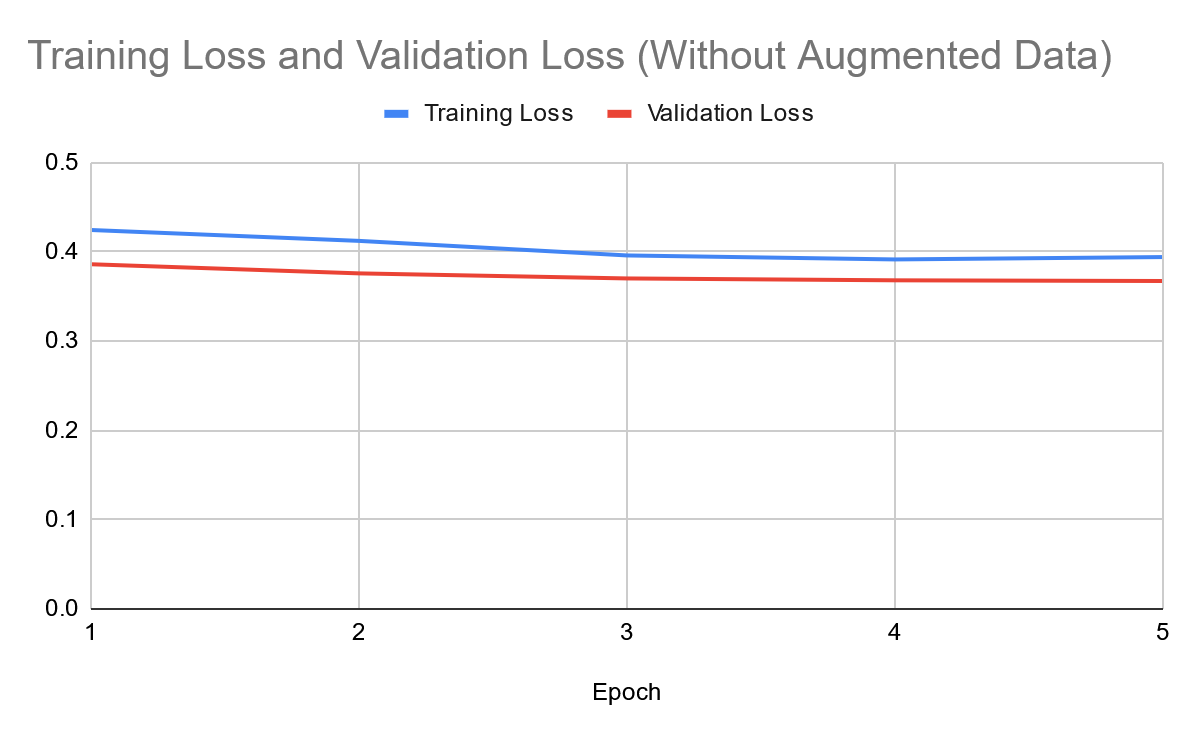 Training Loss and Validation Loss (Without Augmented Data)
Training Loss Validation Loss
0.5
0.4
0.3
0.2
0.1
0.0
1 2 3 4 5
Epoch